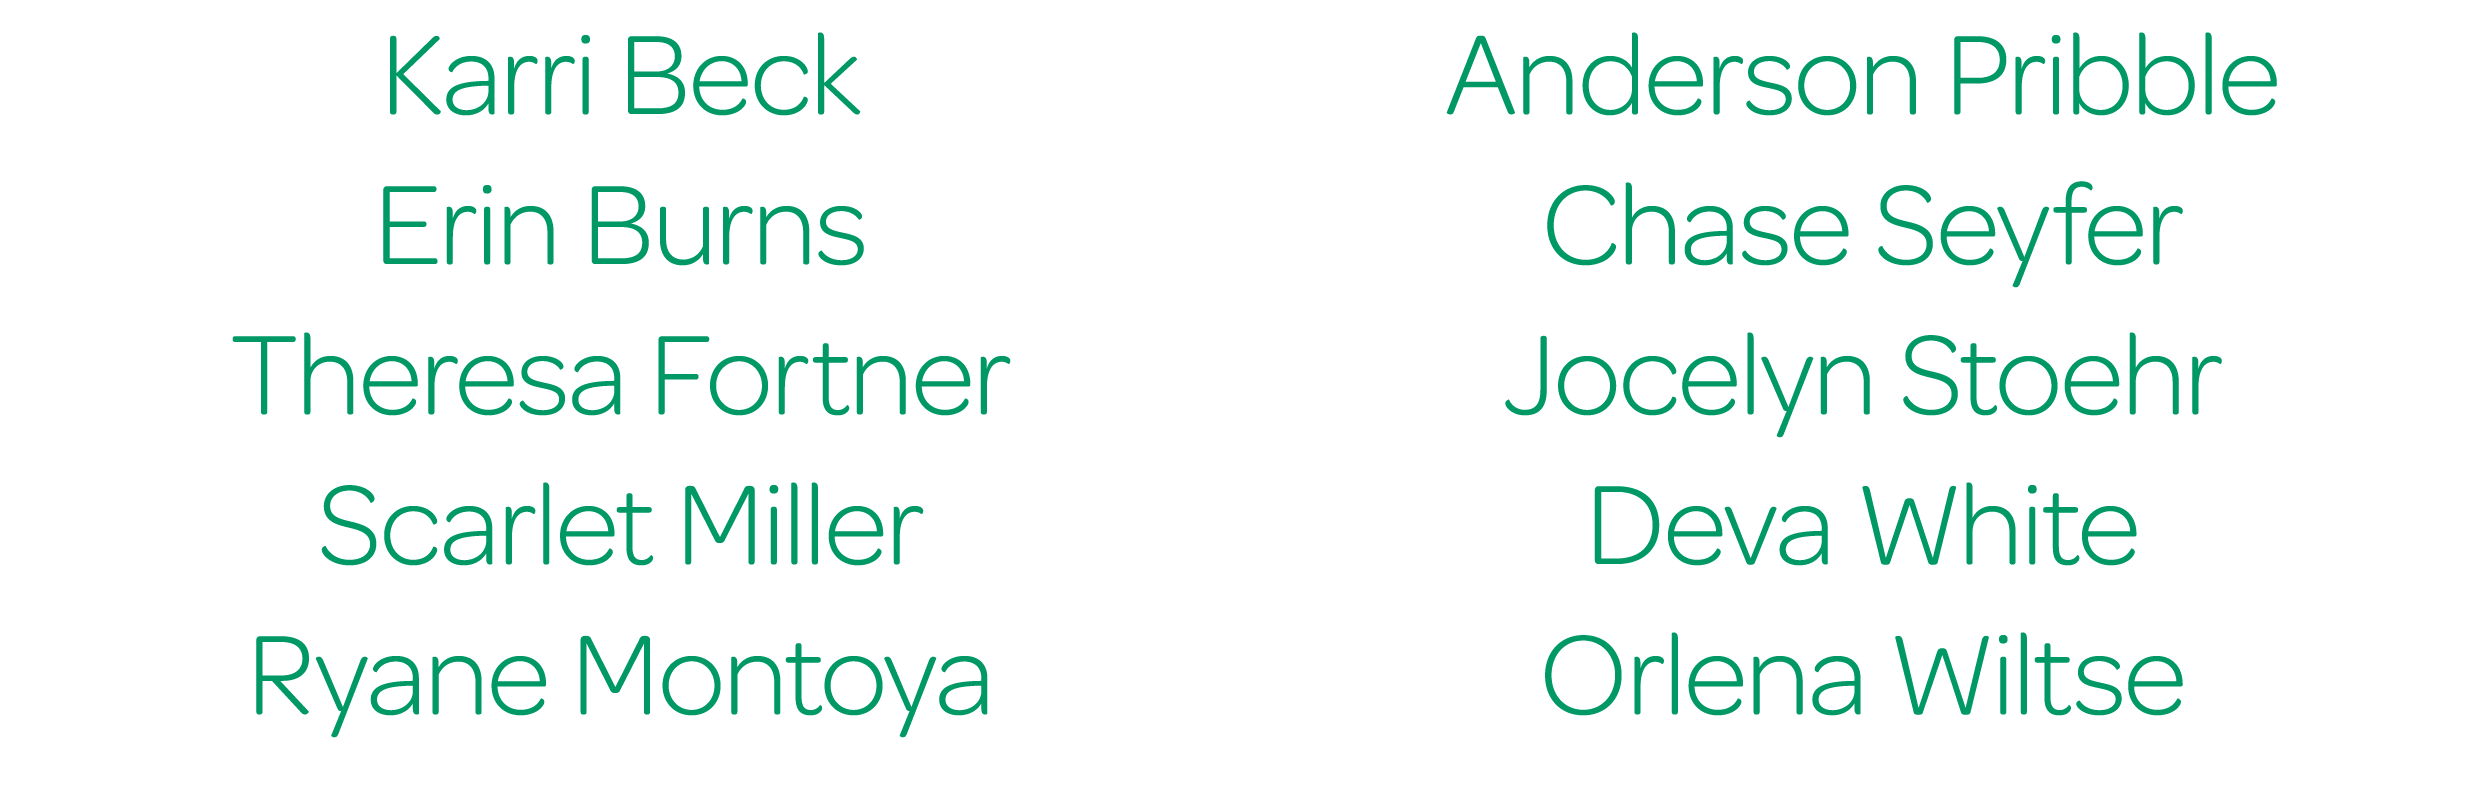 Karri Beck
Erin Burns
Theresa Fortner
Scarlet Miller
Ryane Montoya
Anderson Pribble
Chase Seyfer
Jocelyn Stoehr
Deva White
Orlena Wiltse